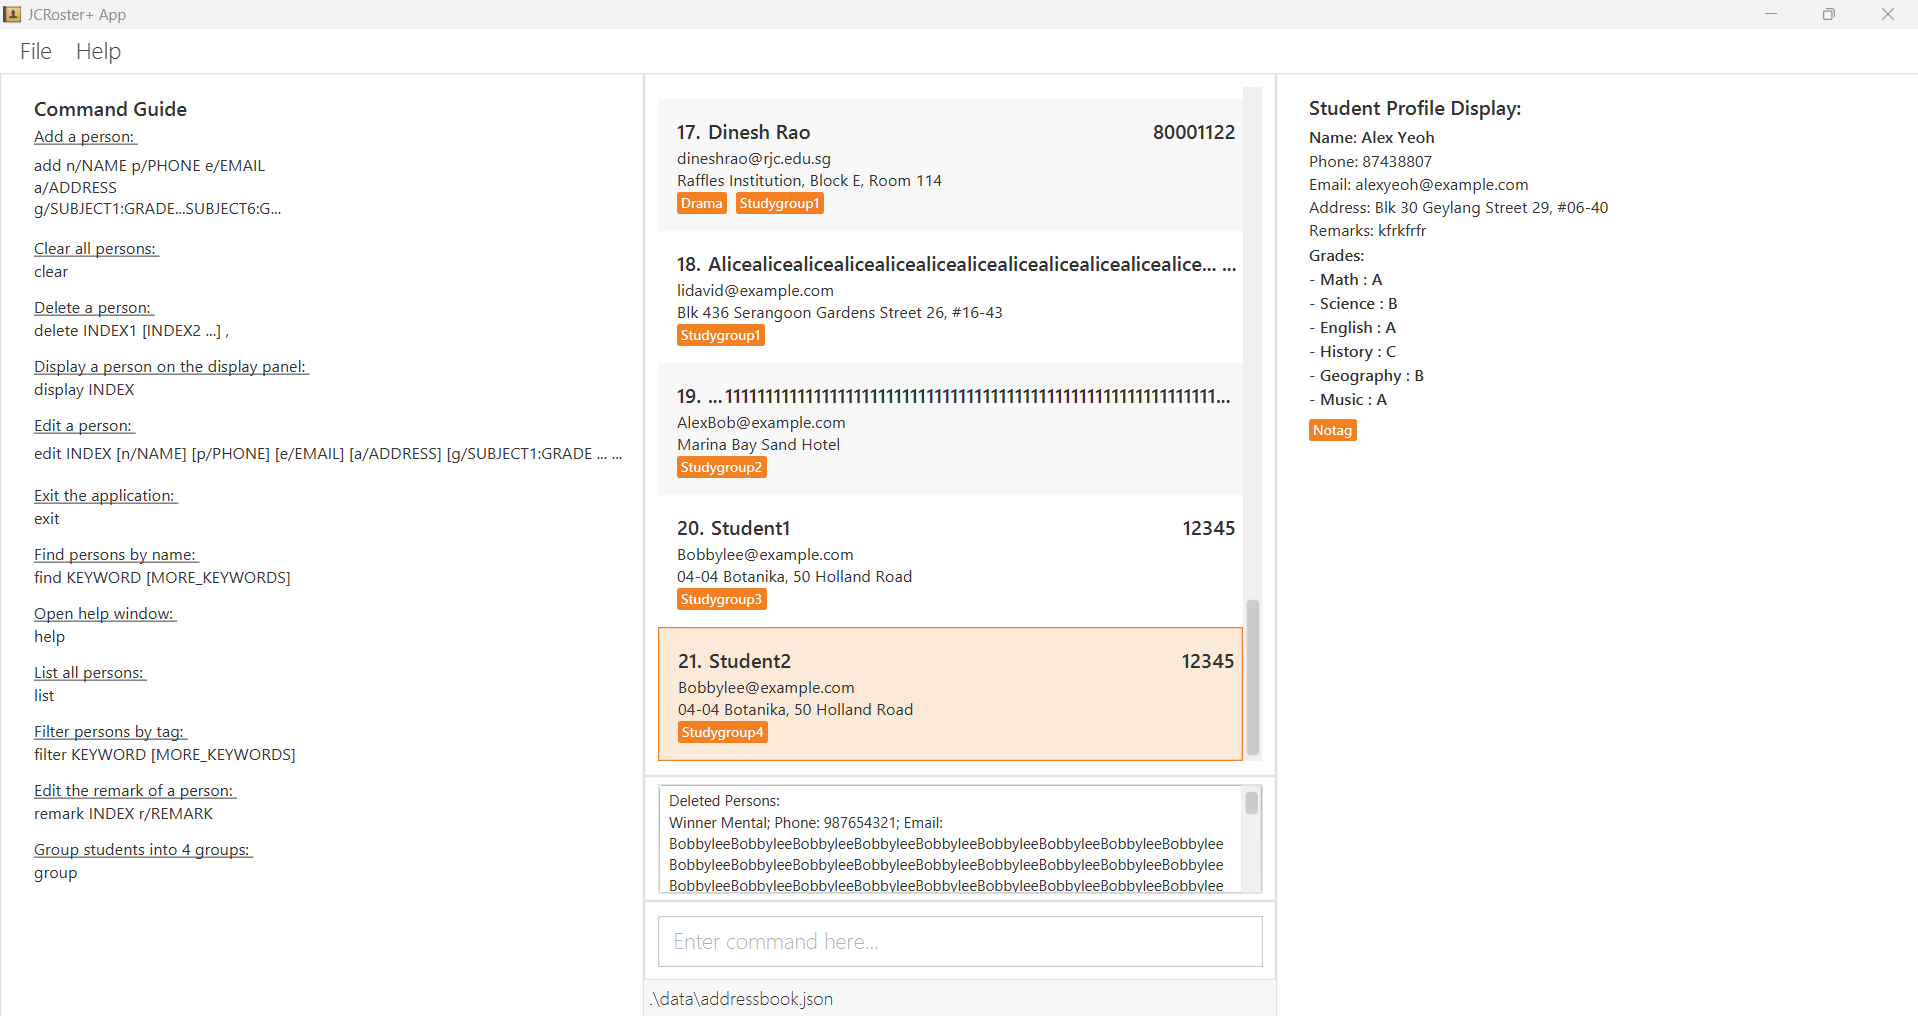 JCRoster+ App
File Help
Command Guide
Add a person:
add n/NAME p/PHONE e/EMAIL
a/ADDRESS
g/SUBJECT1:GRADE...SUBJECT6:G...
Clear all persons:
clear
Delete a person:
delete INDEX1 [INDEX2 ...] ,
Display a person on the display panel:
display INDEX
Edit a person:
edit INDEX [n/NAME] [p/PHONE] [e/EMAIL] [a/ADDRESS] [g/SUBJECT1:GRADE ... ...
Exit the application:
exit
Find persons by name:
find KEYWORD [MORE_KEYWORDS]
Open help window:
help
List all persons:
list
Filter persons by tag:
filter KEYWORD [MORE_KEYWORDS]
Edit the remark of a person:
remark INDEX r/REMARK
Group students into 4 groups:
group
17. Dinesh Rao 80001122
dineshrao@rjc.edu.sg
Raffles Institution, Block E, Room 114
Drama Studygroup1
18. Alicealicealicealicealicealicealicealicealicealicealicealice... ...
lidavid@example.com
Blk 436 Serangoon Gardens Street 26, #16-43
Studygroup1
19.
AlexBob@example.com
Marina Bay Sand Hotel
Studygroup2
20. Student1 12345
Bobbylee@example.com
04-04 Botanika, 50 Holland Road
Studygroup3
21. Student2 12345
Bobbylee@example.com
04-04 Botanika, 50 Holland Road
Studygroup4
Deleted Persons:
Winner Mental; Phone: 987654321; Email:
BobbyleeBobbyleeBobbyleeBobbyleeBobbyleeBobbyleeBobbyleeBobbyleeBobbylee
BobbyleeBobbyleeBobbyleeBobbyleeBobbyleeBobbyleeBobbyleeBobbyleeBobbylee
BobbyleeBobbyleeBobbyleeBobbyleeBobbyleeBobbyleeBobbyleeBobbyleeBobbylee
Enter command here...
.\data\addressbook.json
Student Profile Display:
Name: Alex Yeoh
Phone: 87438807
Email: alexyeoh@example.com
Address: Blk 30 Geylang Street 29, #06-40
Remarks: kfrkfrfr
Grades:
- Math : A
- Science : B
- English : A
- History : C
- Geography : B
- Music : A
Notag